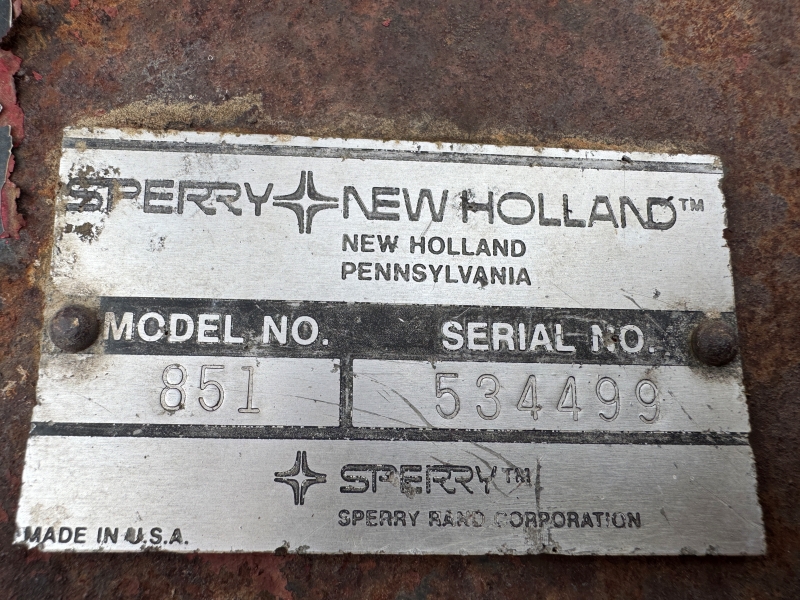 SPERRY NEW HOLLAND™
NEW HOLLAND
PENNSYLVANIA
MODEL NO. SERIAL NO.
851 534499
SPERRY™
SPERRY RAND CORPORATION
MADE IN U.S.A.